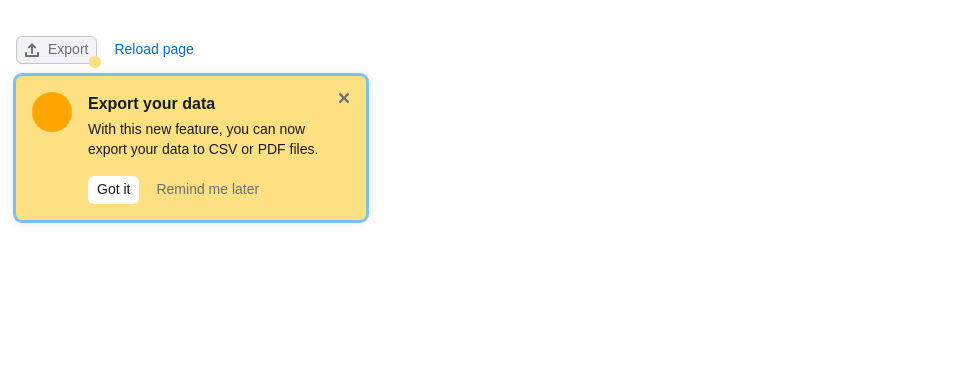 Export Reload page
Export your data
With this new feature, you can now
export your data to CSV or PDF files.
Got it Remind me later